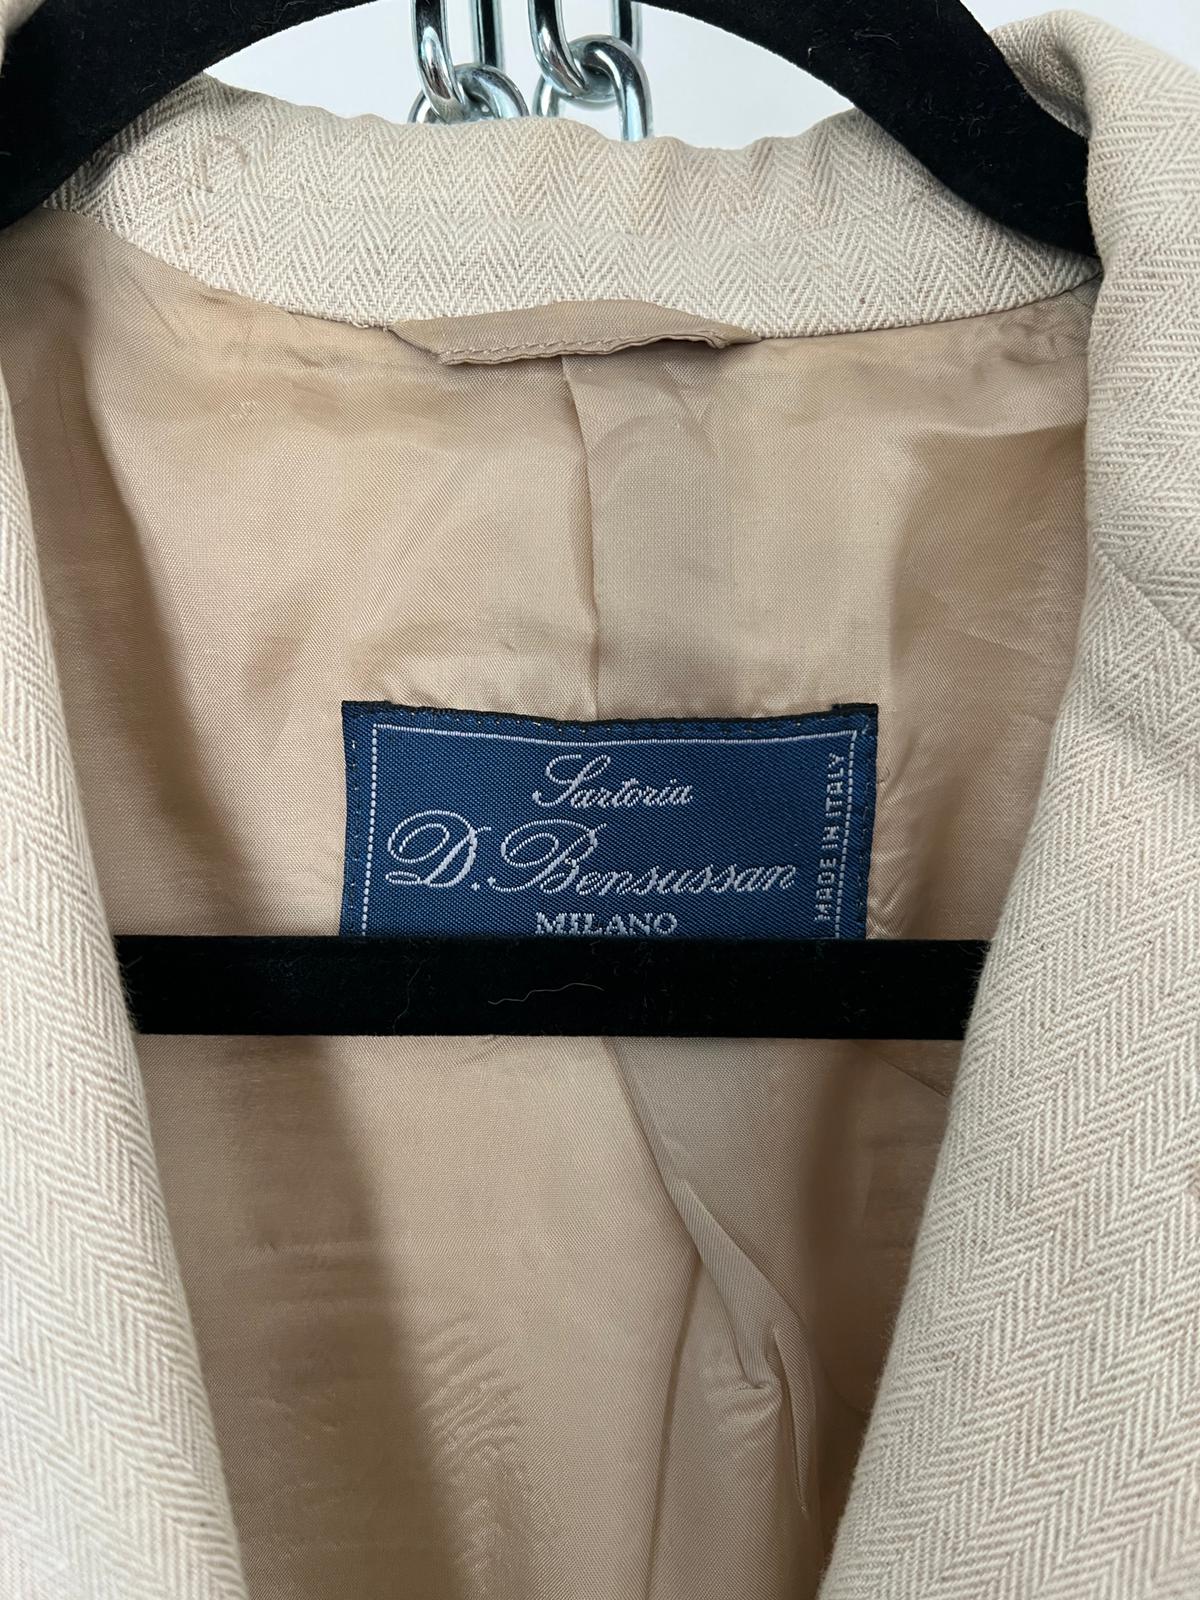 Sartoria
D. Bensussan
MILANO
MADE IN ITALY